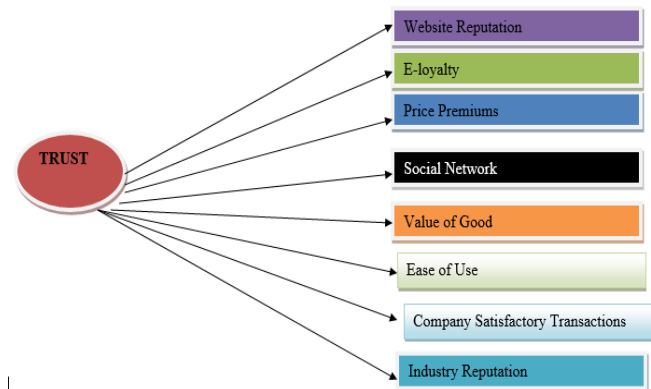 TRUST
Website Reputation
E-loyalty
Price Premiums
Social Network
Value of Good
Ease of Use
Company Satisfactory Transactions
Industry Reputation